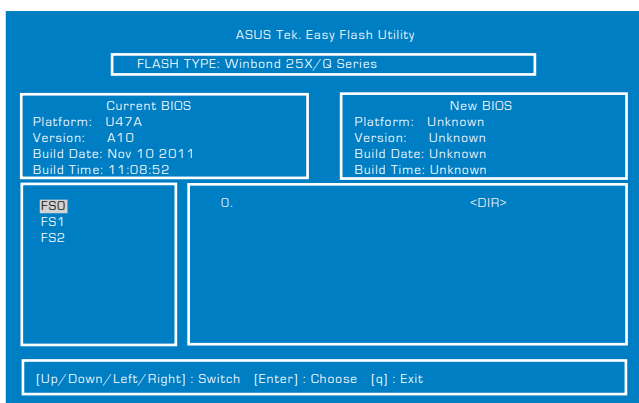 ASUS Tek. Easy Flash Utility
FLASH TYPE: Winbond 25X/Q Series
Current BIOS
Platform: U47A
Version: A10
Build Date: Nov 10 2011
Build Time: 11:08:52
New BIOS
Platform: Unknown
Version: Unknown
Build Date: Unknown
Build Time: Unknown
FS0
FS1
FS2
0. <DIR>
[Up/Down/Left/Right] : Switch [Enter] : Choose [q] : Exit